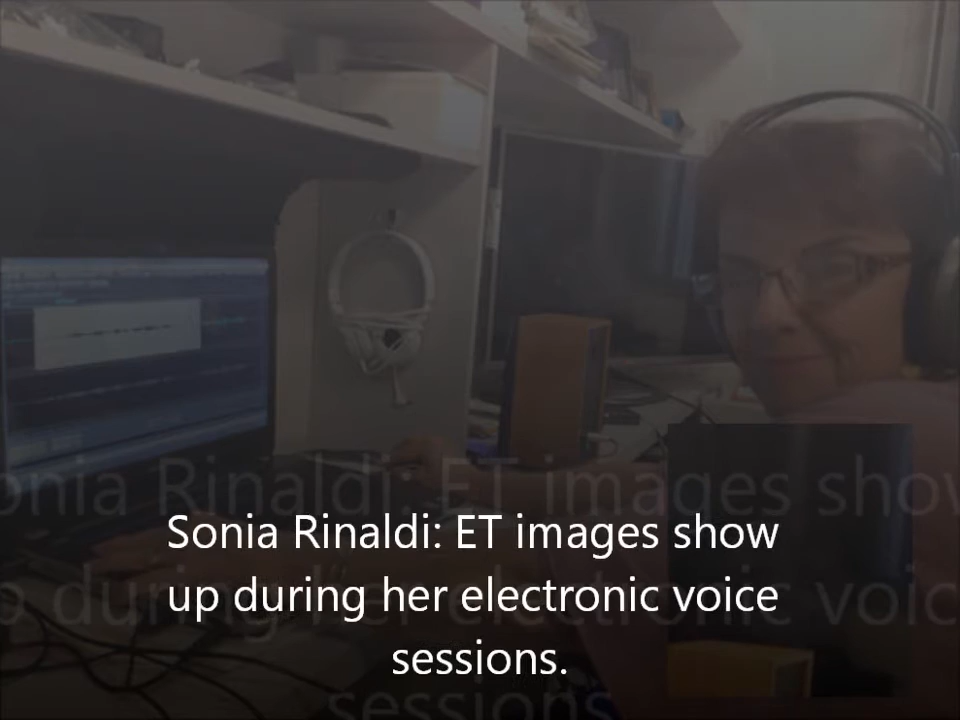 Sonia Rinaldi: ET images show
up during her electronic voice
sessions.